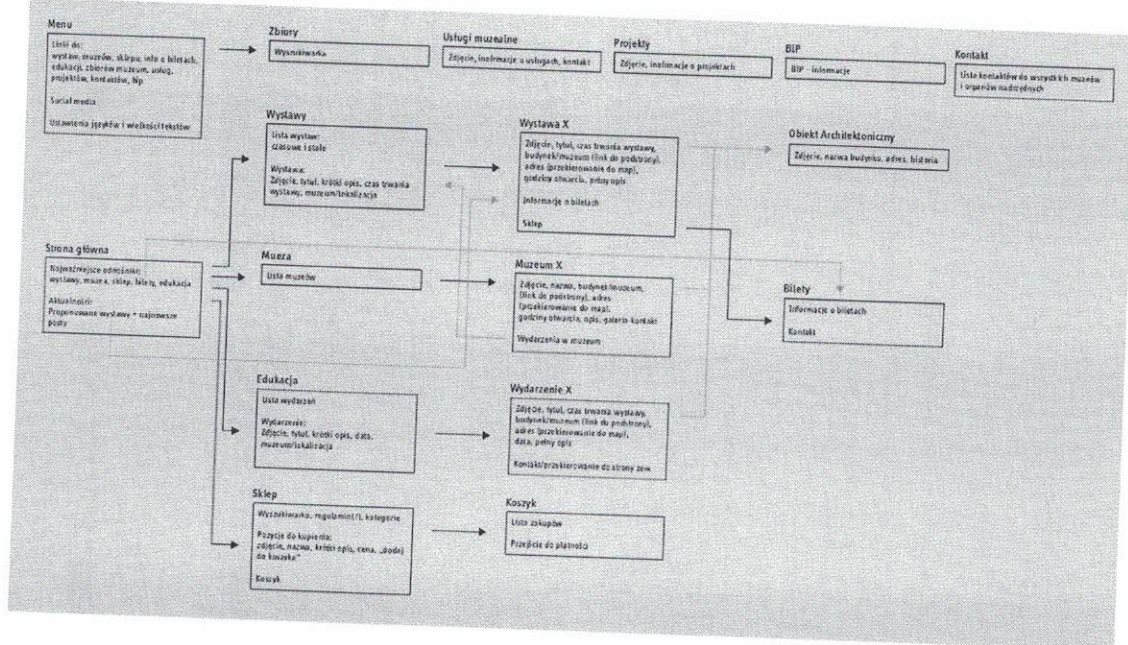 Menu
Linki do:
wystaw, muzeów, sklepu, info o biletach,
edukacji, zbiorów muzeum, usług,
projektów, kontaktów, bip
Social media
Ustawienia języków i wielkości tekstów
Zbiory
Wyszukiwarka
Usługi muzealne
Zdjęcie, inofrmacje o usługach, kontakt
Projekty
Zdjęcie, inofrmacje o projektach
BIP
BIP - informacje
Kontakt
Lista kontaktów do wszystkich muzeów
i organów nadrzędnych
Wystawy
Lista wystaw:
czasowe i stałe
Wystawa:
Zdjęcie, tytuł, krótki opis, czas trwania
wystawy, muzeum/lokalizacja
Wystawa X
Zdjęcie, tytuł, czas trwania wystawy,
budynek/muzeum (link do podstrony),
adres (przekierowanie do map),
godziny otwarcia, pełny opis
Informacje o biletach
Sklep
Obiekt Architektoniczny
Zdjęcie, nazwa budynku, adres, historia
Strona główna
Najważniejsze odnośniki:
wystawy, muzea, sklep, bilety, edukacja
Aktualności:
Proponowane wystawy + najnowsze
posty
Muzea
Lista muzeów
Muzeum X
Zdjęcie, nazwa, budynek/muzeum,
(link do podstrony), adres
(przekierowanie do map),
godziny otwarcia, opis, galeria kontakt
Wydarzenia w muzeum
Bilety
Informacje o biletach
Kontakt
Edukacja
Lista wydarzeń
Wydarzenie:
Zdjęcie, tytuł, krótki opis, data,
muzeum/lokalizacja
Wydarzenie X
Zdjęcie, tytuł, czas trwania wystawy,
budynek/muzeum (link do podstrony),
adres (przekierowanie do map),
data, pełny opis
Kontakt/przekierowanie do strony zew.
Sklep
Wyszukiwarka, regulamin(?), kategorie
Pozycje do kupienia:
zdjęcie, nazwa, krótki opis, cena, „dodaj
do koszyka”
Koszyk
Koszyk
Lista zakupów
Przejście do płatności